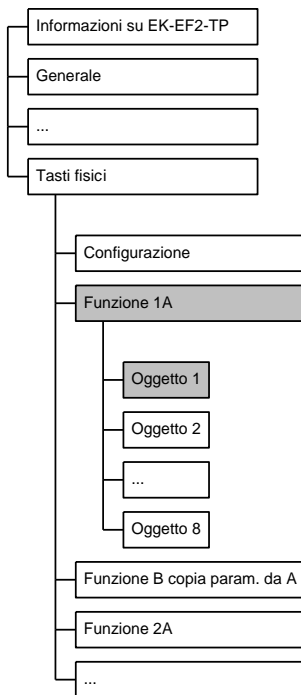 Informazioni su EK-EF2-TP
Generale
...
Tasti fisici
Configurazione
Funzione 1A
Oggetto 1
Oggetto 2
...
Oggetto 8
Funzione B copia param. da A
Funzione 2A
...